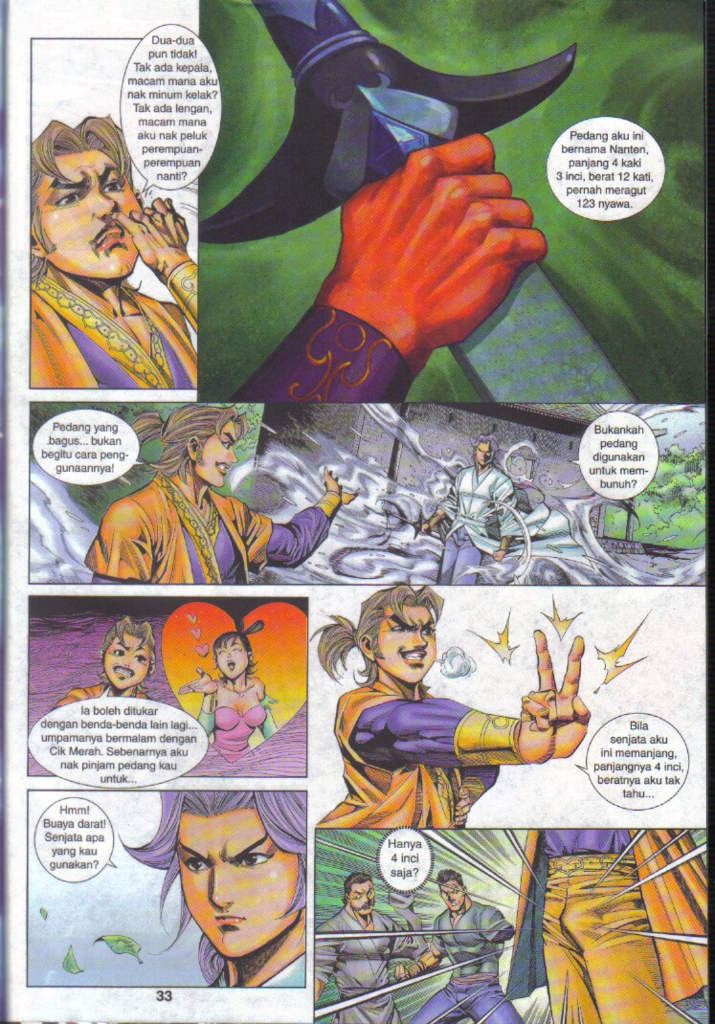 Dua-dua
pun tidak!
Tak ada kepala,
macam mana aku
nak minum kelak?
Tak ada lengan,
macam mana
aku nak peluk
perempuan-
perempuan
nanti?
Pedang aku ini
bernama Nanten,
panjang 4 kaki
3 inci, berat 12 kati,
pernah meragut
123 nyawa.
Pedang yang
bagus... bukan
begitu cara peng-
gunaannya!
Bukankah
pedang
digunakan
untuk mem-
bunuh?
Ia boleh ditukar
dengan benda-benda lain lagi...
umpamanya bermalam dengan
Cik Merah. Sebenarnya aku
nak pinjam pedang kau
untuk...
Bila
senjata aku
ini memanjang,
panjangnya 4 inci,
beratnya aku tak
tahu...
Hmm!
Buaya darat!
Senjata apa
yang kau
gunakan?
Hanya
4 inci
saja?
33